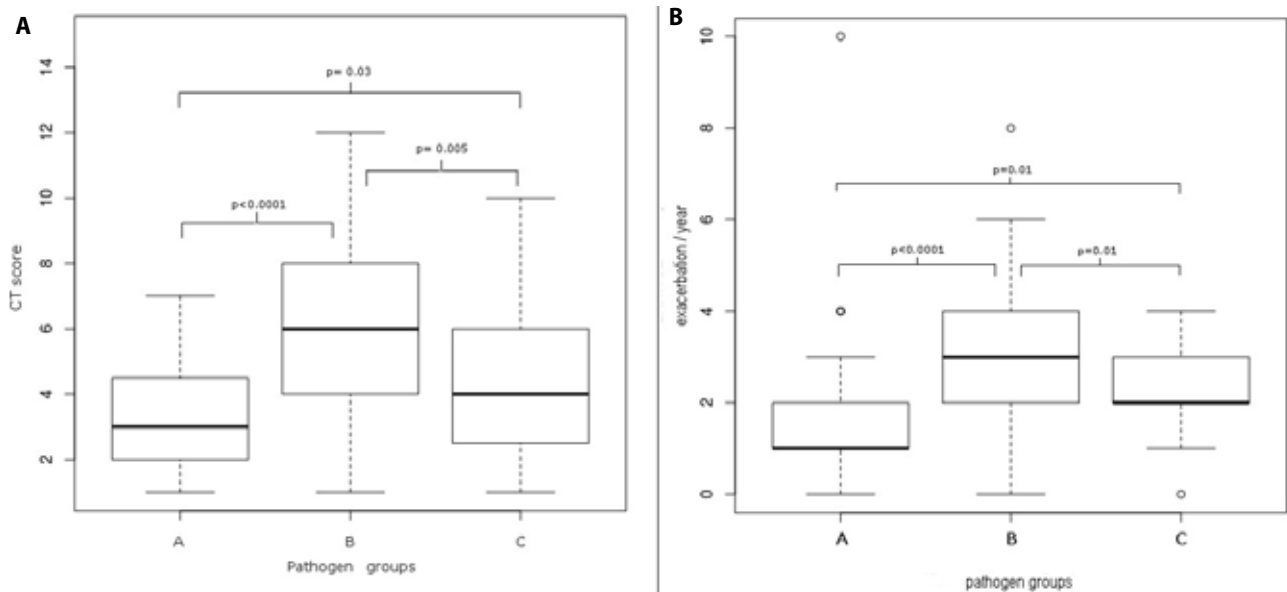 A
CT score
14
12
10
8
6
4
2
p= 0.03
p= 0.005
p<0.0001
A B C
Pathogen groups
B
exacerbation / year
10
8
6
4
2
0
p=0.01
p<0.0001 p=0.01
A B C
pathogen groups